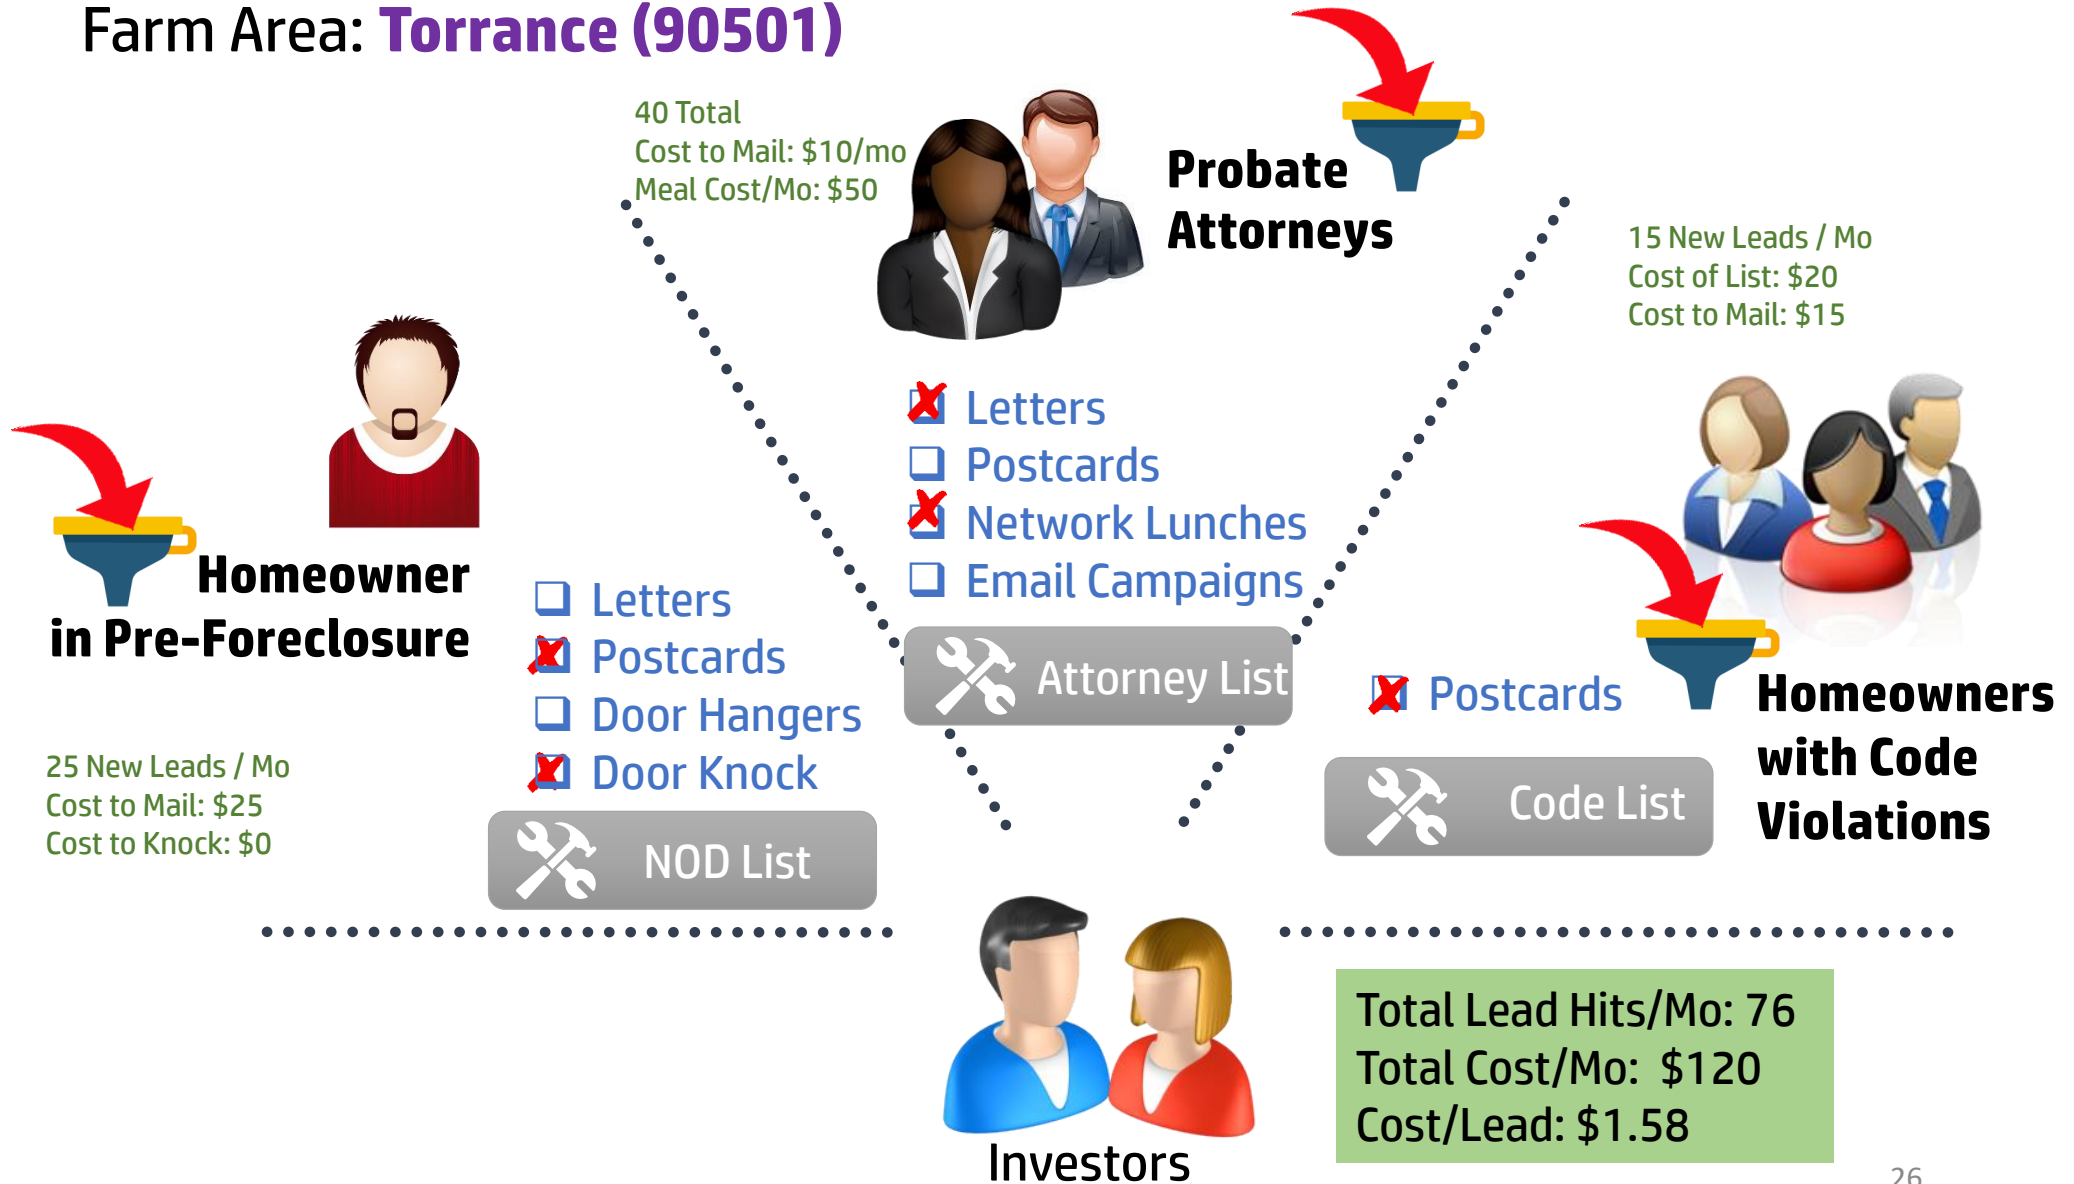 Farm Area: Torrance (90501)
40 Total
Cost to Mail: $10/mo
Meal Cost/Mo: $50
Probate
Attorneys
15 New Leads / Mo
Cost of List: $20
Cost to Mail: $15
Letters
Postcards
Network Lunches
Email Campaigns
Attorney List
Homeowner
in Pre-Foreclosure
Letters
Postcards
Door Hangers
Door Knock
NOD List
25 New Leads / Mo
Cost to Mail: $25
Cost to Knock: $0
Postcards
Code List
Homeowners
with Code
Violations
Investors
Total Lead Hits/Mo: 76
Total Cost/Mo: $120
Cost/Lead: $1.58
26